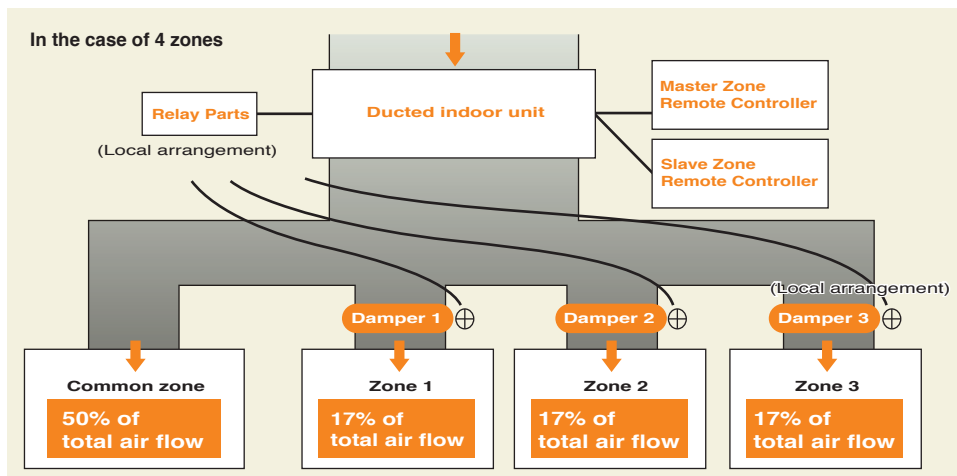 In the case of 4 zones
Relay Parts
(Local arrangement)
Ducted indoor unit
Master Zone
Remote Controller
Slave Zone
Remote Controller
(Local arrangement)
Damper 1
Damper 2
Damper 3
Common zone
50% of
total air flow
Zone 1
17% of
total air flow
Zone 2
17% of
total air flow
Zone 3
17% of
total air flow